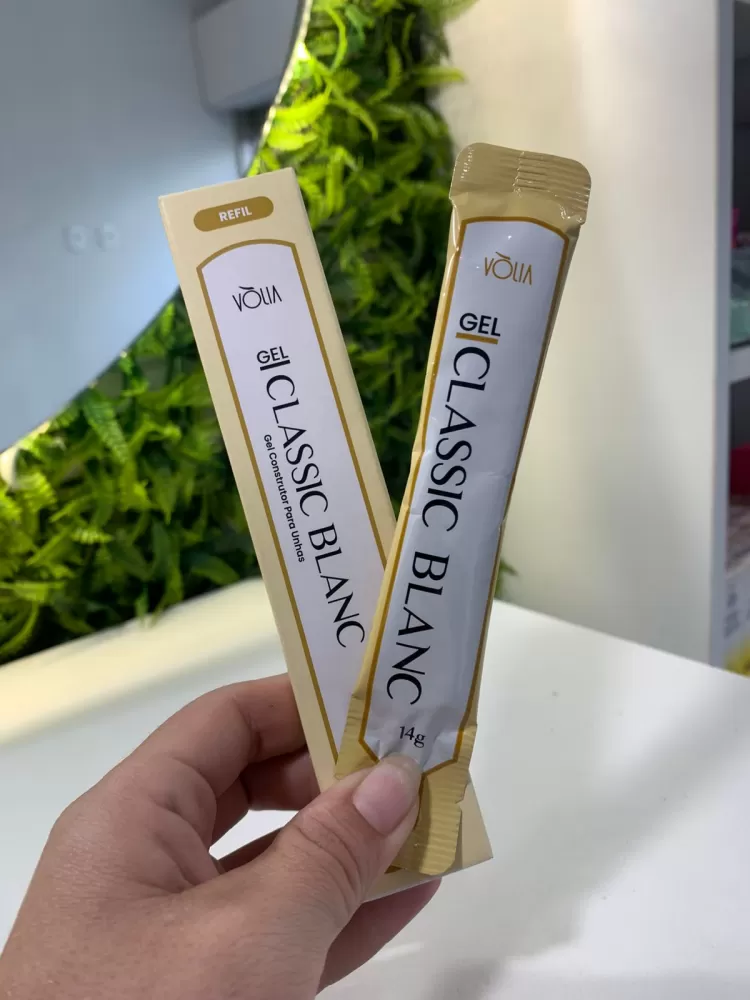 REFIL
VÒLIA
GEL
CLASSIC BLANC
Gel Construtor Para Unhas
VÒLIA
GEL
CLASSIC BLANC
14g